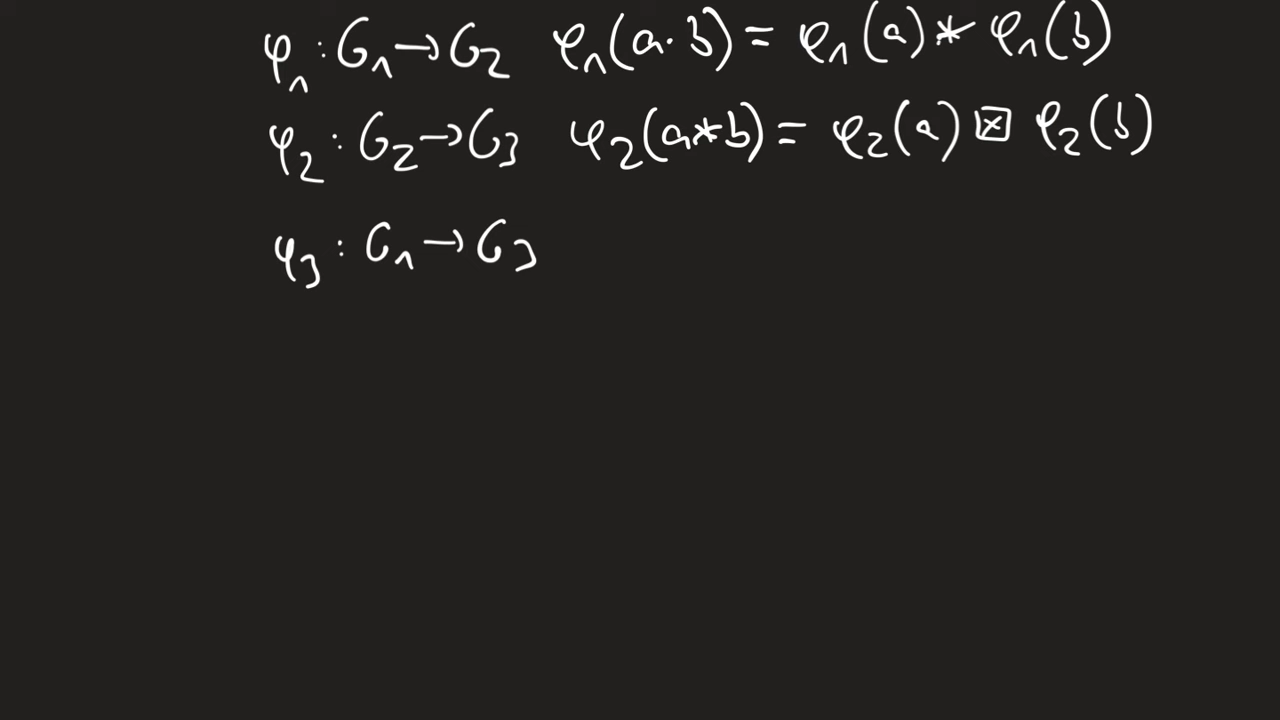 φ₁ : G₁ → G₂ φ₁(a · b) = φ₁(a) * φ₁(b)
φ₂ : G₂ → G₃ φ₂(a * b) = φ₂(a) ⊠ φ₂(b)
φ₃ : G₁ → G₃